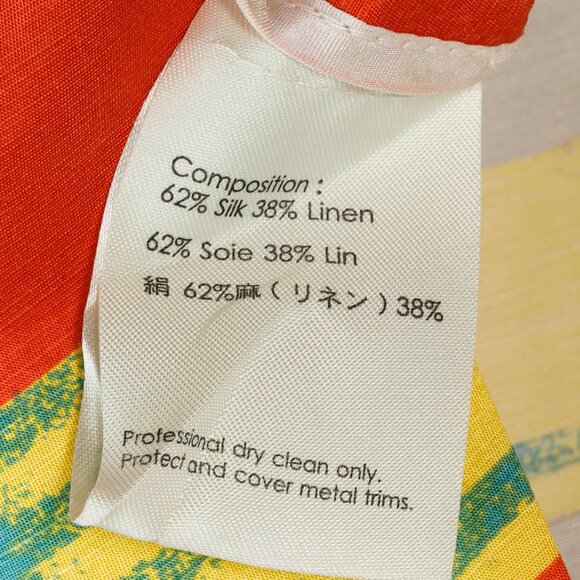 Composition :
62% Silk 38% Linen
62% Soie 38% Lin
絹 62%麻 ( リネン ) 38%
Professional dry clean only.
Protect and cover metal trims.